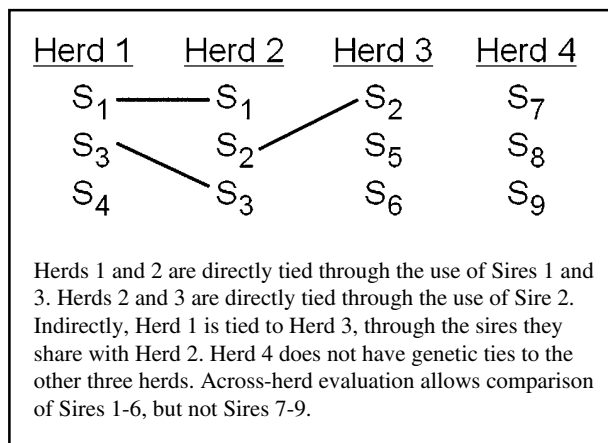 Herd 1 Herd 2 Herd 3 Herd 4
S₁ S₁ S₂ S₇
S₃ S₂ S₅ S₈
S₄ S₃ S₆ S₉
Herds 1 and 2 are directly tied through the use of Sires 1 and
3. Herds 2 and 3 are directly tied through the use of Sire 2.
Indirectly, Herd 1 is tied to Herd 3, through the sires they
share with Herd 2. Herd 4 does not have genetic ties to the
other three herds. Across-herd evaluation allows comparison
of Sires 1-6, but not Sires 7-9.